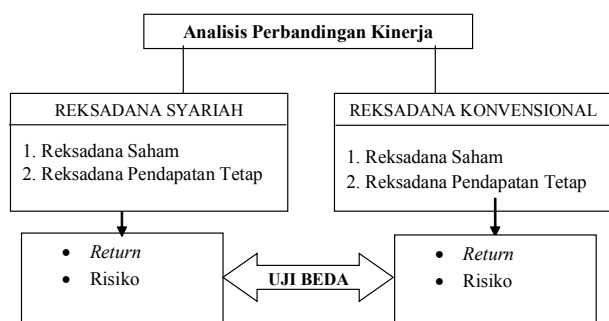 Analisis Perbandingan Kinerja
REKSADANA SYARIAH
1. Reksadana Saham
2. Reksadana Pendapatan Tetap
REKSADANA KONVENSIONAL
1. Reksadana Saham
2. Reksadana Pendapatan Tetap
• Return
• Risiko
UJI BEDA
• Return
• Risiko